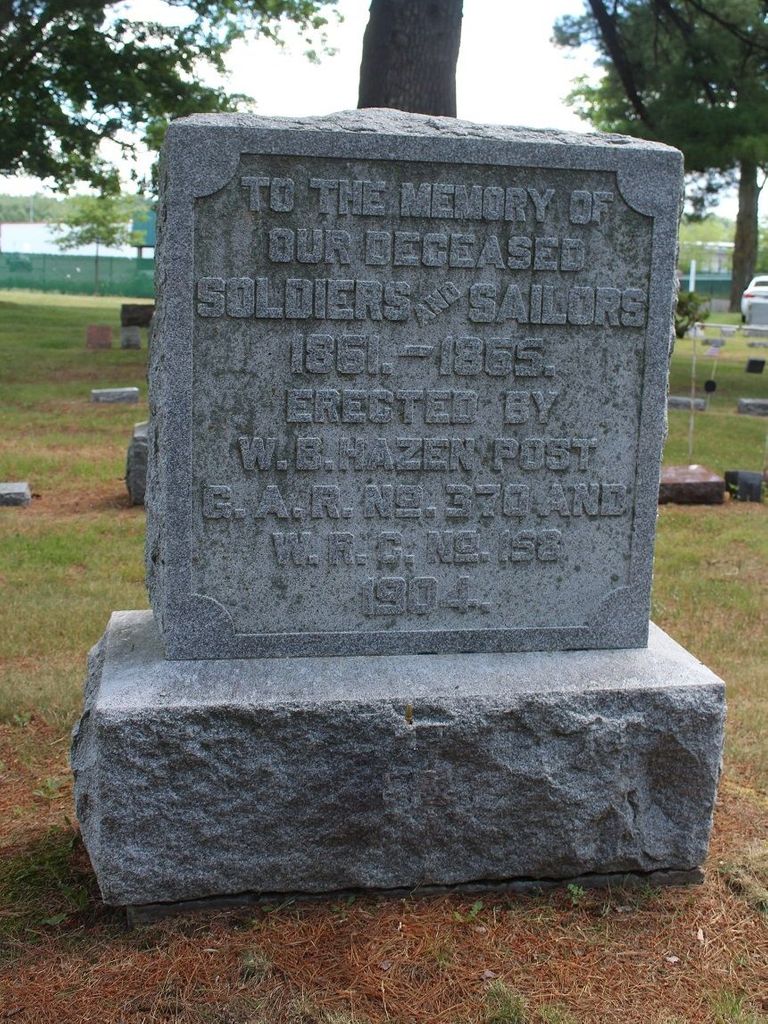 TO THE MEMORY OF
OUR DECEASED
SOLDIERS AND SAILORS
1861.-1865.
ERECTED BY
W.B.HAZEN POST
G.A.R. NO. 370 AND
W.R.C. NO. 158
1904.